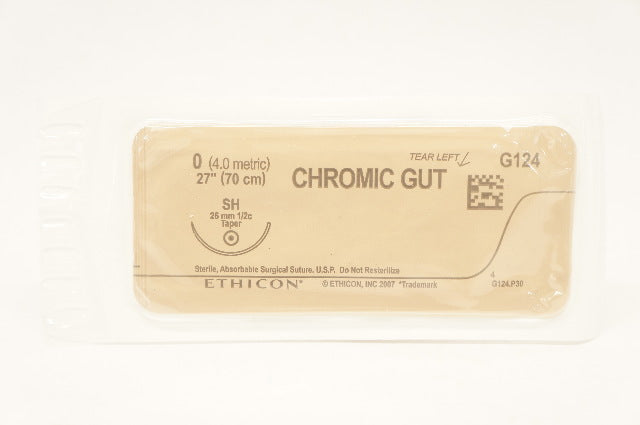 0 (4.0 metric)
27" (70 cm)
SH
26 mm 1/2c
Taper
CHROMIC GUT
TEAR LEFT
G124
Sterile, Absorbable Surgical Suture. U.S.P. Do Not Resterilize
ETHICON* © ETHICON, INC 2007 *Trademark
4
G124.P30